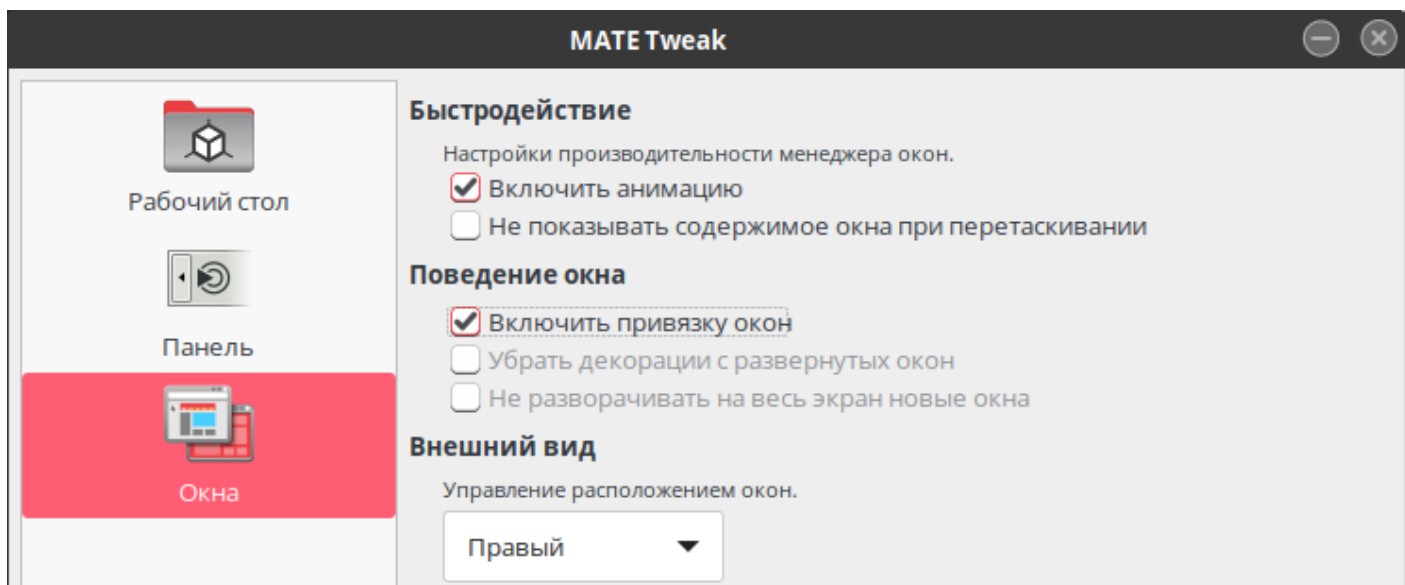 MATE Tweak
Рабочий стол
Панель
Окна
Быстродействие
Настройки производительности менеджера окон.
Включить анимацию
Не показывать содержимое окна при перетаскивании
Поведение окна
Включить привязку окон
Убрать декорации с развернутых окон
Не разворачивать на весь экран новые окна
Внешний вид
Управление расположением окон.
Правый